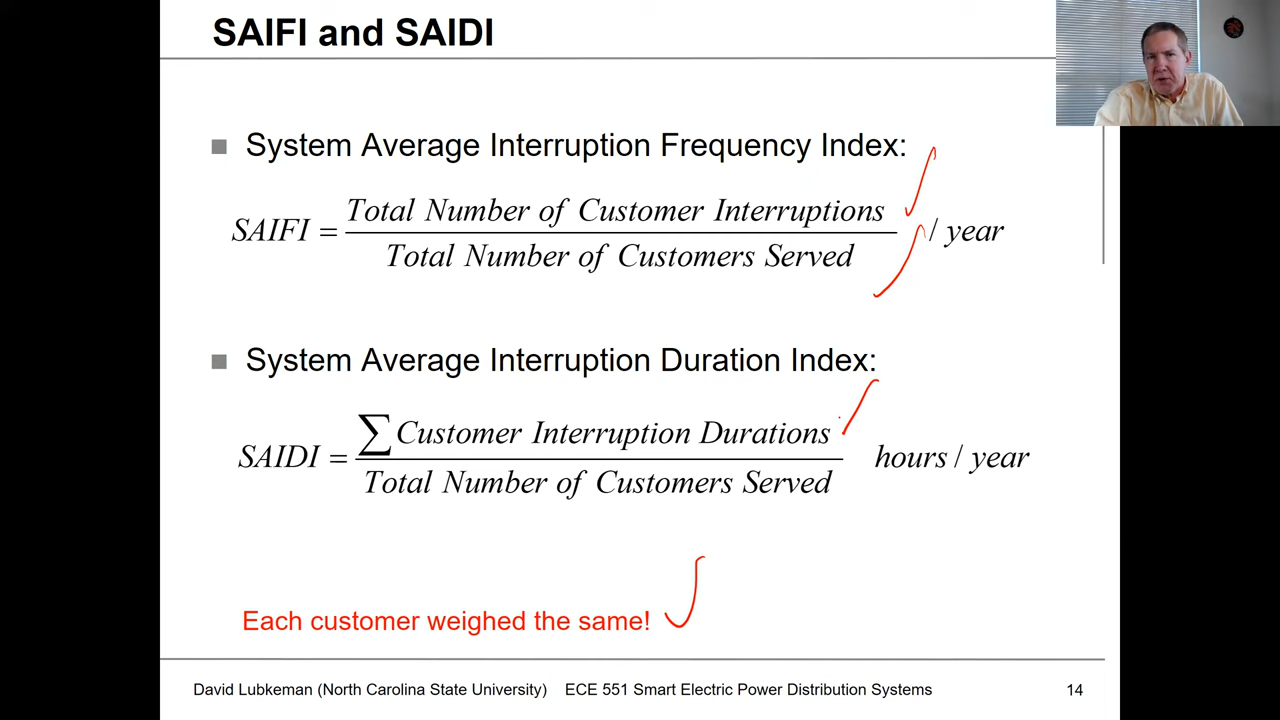 SAIFI and SAIDI
■ System Average Interruption Frequency Index:
SAIFI = Total Number of Customer Interruptions / Total Number of Customers Served / year
■ System Average Interruption Duration Index:
SAIDI = ∑ Customer Interruption Durations / Total Number of Customers Served hours / year
Each customer weighed the same!
David Lubkeman (North Carolina State University) ECE 551 Smart Electric Power Distribution Systems 14